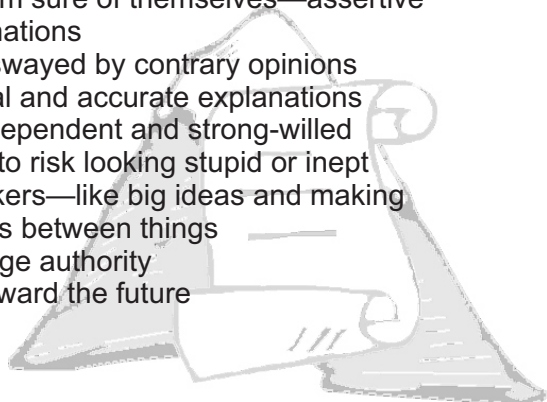 m sure of themselves—assertive
nations
swayed by contrary opinions
al and accurate explanations
dependent and strong-willed
to risk looking stupid or inept
kers—like big ideas and making
s between things
ge authority
ward the future